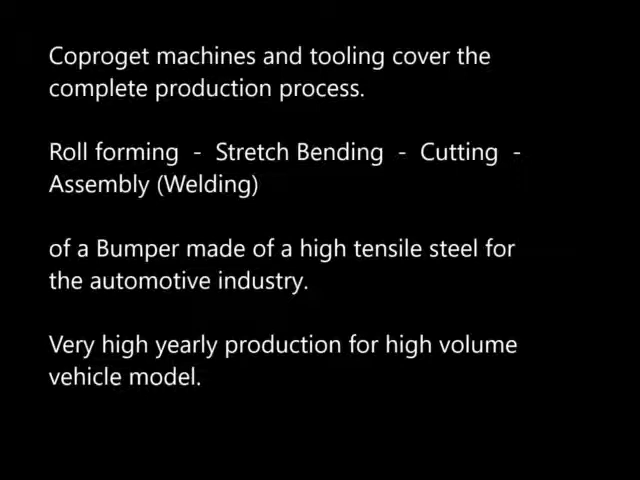 Coproget machines and tooling cover the
complete production process.
Roll forming - Stretch Bending - Cutting -
Assembly (Welding)
of a Bumper made of a high tensile steel for
the automotive industry.
Very high yearly production for high volume
vehicle model.